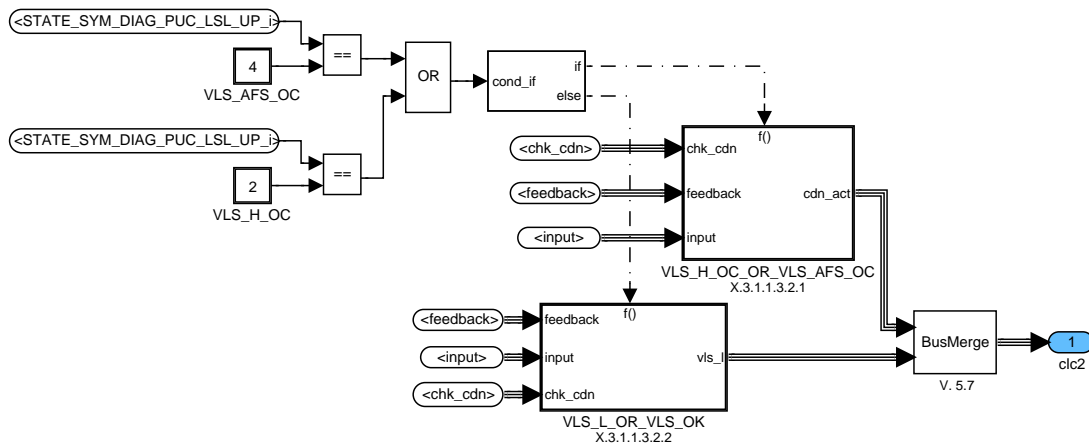 <STATE_SYM_DIAG_PUC_LSL_UP_i>
==
4
VLS_AFS_OC
OR
cond_if
if
else
<STATE_SYM_DIAG_PUC_LSL_UP_i>
==
2
VLS_H_OC
f()
<chk_cdn>
chk_cdn
<feedback>
feedback
cdn_act
<input>
input
VLS_H_OC_OR_VLS_AFS_OC
X.3.1.1.3.2.1
f()
<feedback>
feedback
<input>
input
vls_l
<chk_cdn>
chk_cdn
VLS_L_OR_VLS_OK
X.3.1.1.3.2.2
BusMerge
V. 5.7
1
clc2